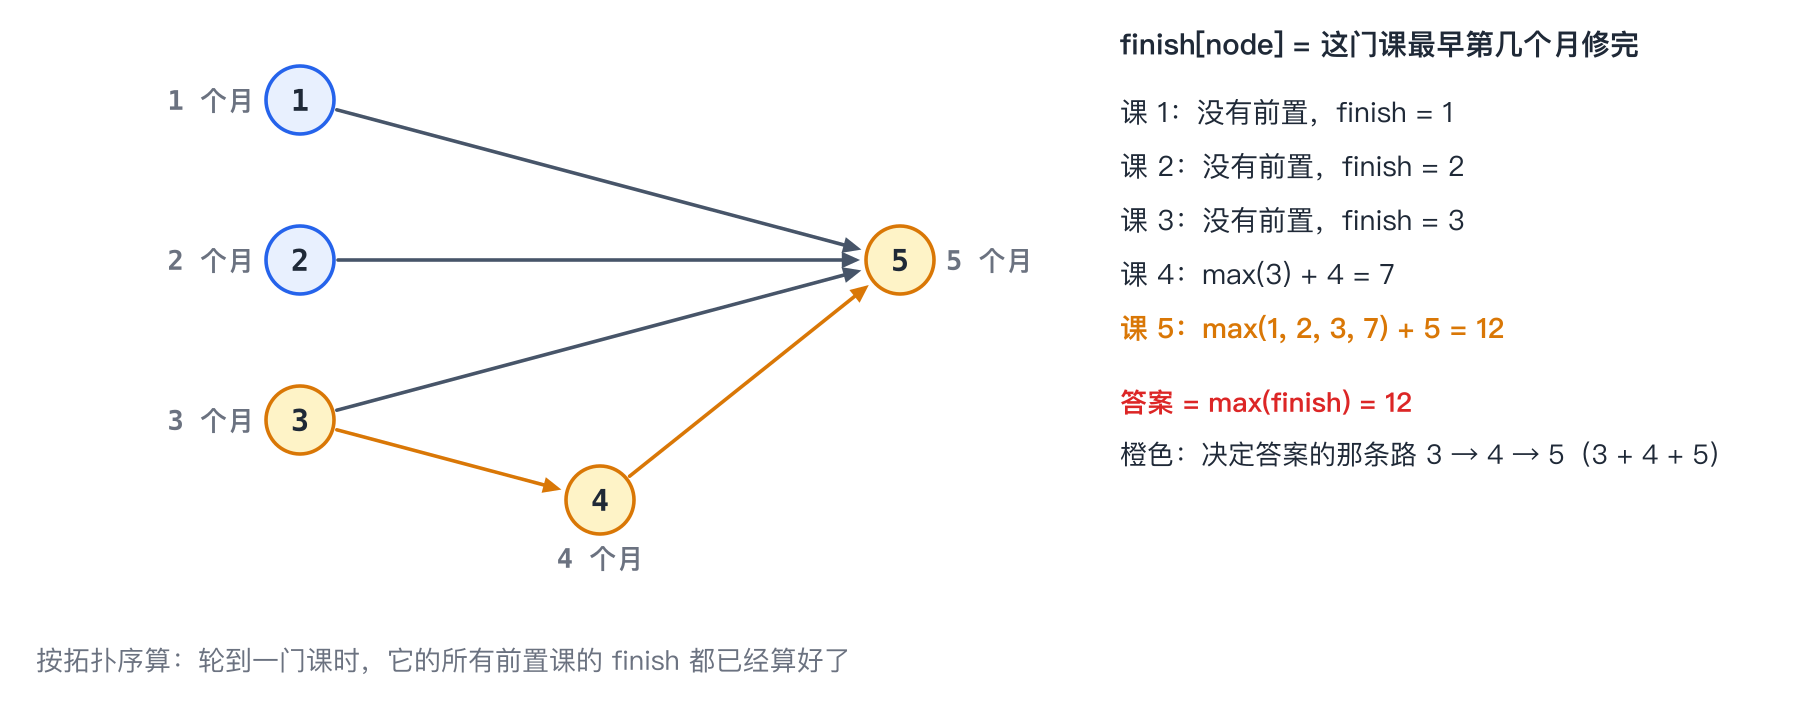 1 个月
1
2 个月
2
3 个月
3
4
4 个月
5
5 个月
finish[node] = 这门课最早第几个月修完
课 1：没有前置，finish = 1
课 2：没有前置，finish = 2
课 3：没有前置，finish = 3
课 4：max(3) + 4 = 7
课 5：max(1, 2, 3, 7) + 5 = 12
答案 = max(finish) = 12
橙色：决定答案的那条路 3 → 4 → 5（3 + 4 + 5）
按拓扑序算：轮到一门课时，它的所有前置课的 finish 都已经算好了